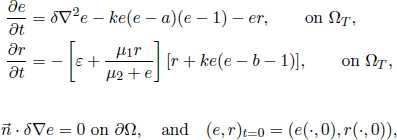 ∂e/∂t = δ∇²e − ke(e − a)(e − 1) − er, on Ω_T,
∂r/∂t = −[ε + μ₁r/(μ₂ + e)][r + ke(e − b − 1)], on Ω_T,
n⃗ · δ∇e = 0 on ∂Ω, and (e, r)_{t=0} = (e(·, 0), r(·, 0)),